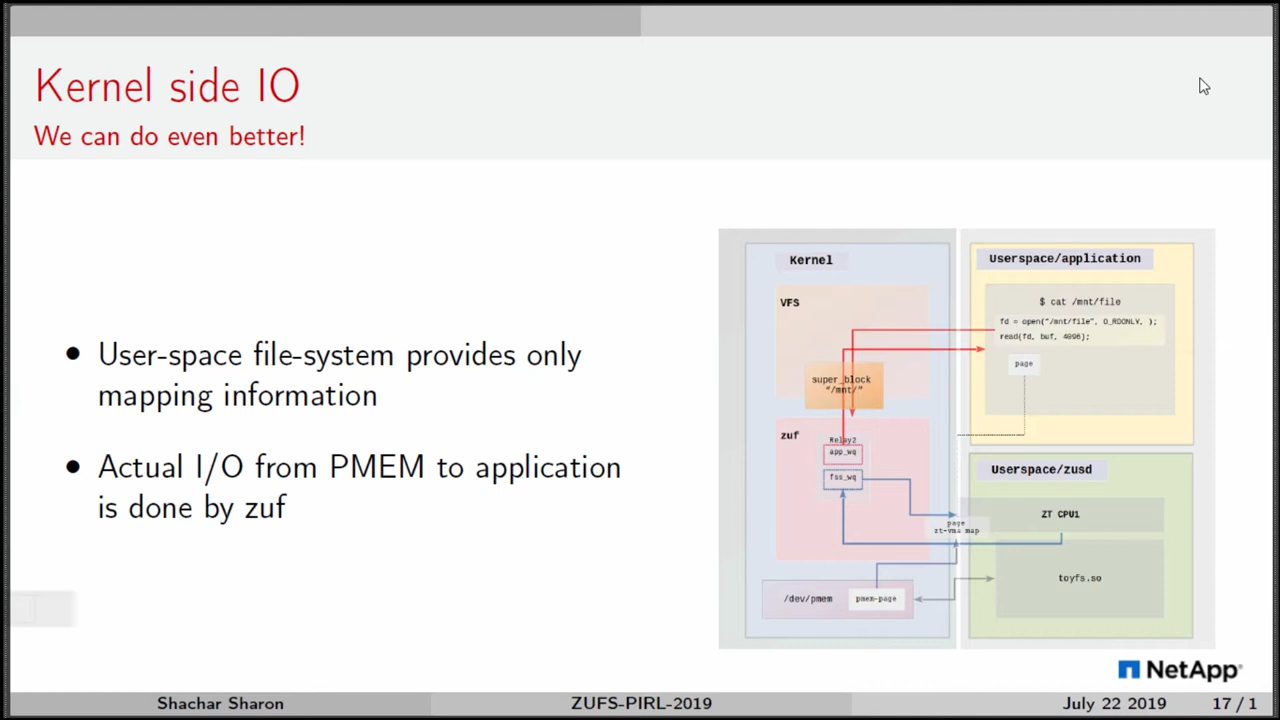 Kernel side IO
We can do even better!
• User-space file-system provides only
mapping information
• Actual I/O from PMEM to application
is done by zuf
Kernel
VFS
super_block
"/mnt/"
zuf
Relay2
app_wq
fss_wq
/dev/pmem
pmem-page
page
zt-vma map
Userspace/application
$ cat /mnt/file
fd = open("/mnt/file", O_RDONLY, );
read(fd, buf, 4096);
page
Userspace/zusd
ZT CPU1
toyfs.so
NetApp
Shachar Sharon
ZUFS-PIRL-2019
July 22 2019
17 / 1